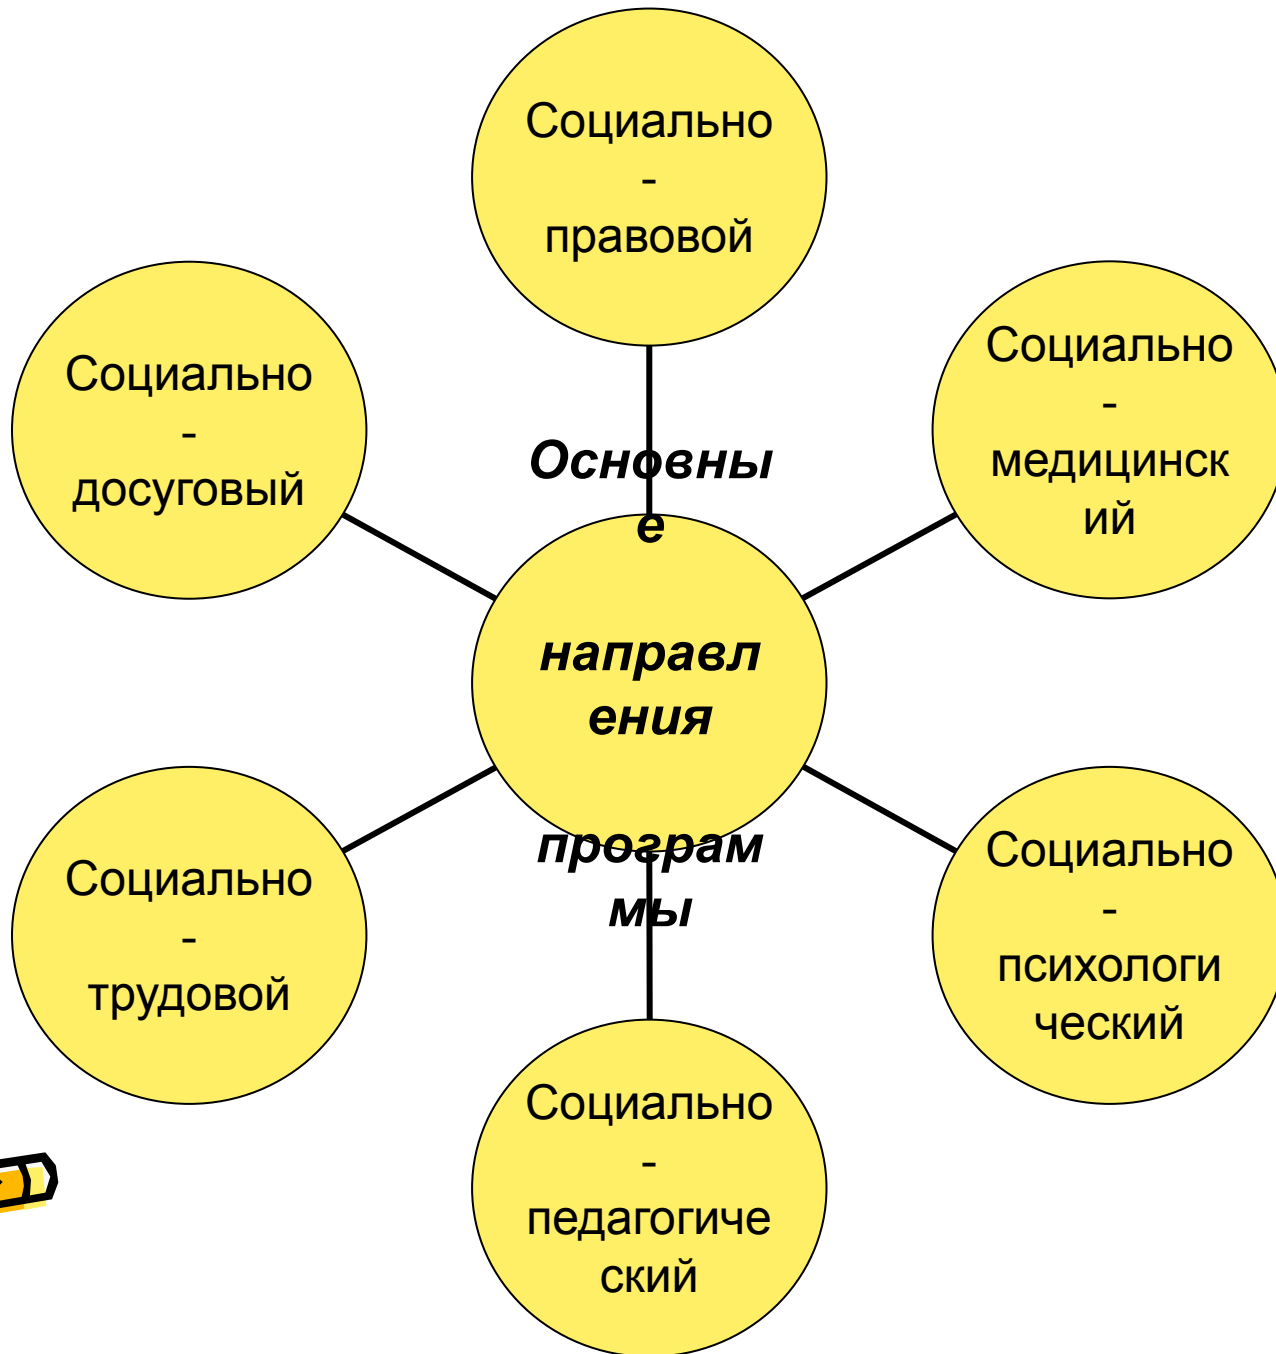 Социально
-
правовой
Социально
-
досуговый
Социально
-
медицинск
ий
Основны
е
направл
ения
програм
мы
Социально
-
трудовой
Социально
-
психологи
ческий
Социально
-
педагогиче
ский